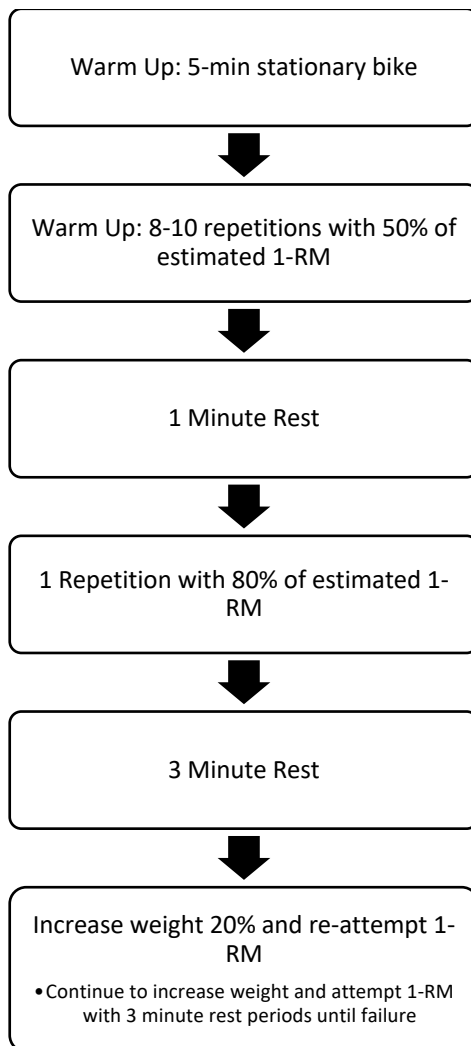 Warm Up: 5-min stationary bike
Warm Up: 8-10 repetitions with 50% of
estimated 1-RM
1 Minute Rest
1 Repetition with 80% of estimated 1-
RM
3 Minute Rest
Increase weight 20% and re-attempt 1-
RM
•Continue to increase weight and attempt 1-RM
with 3 minute rest periods until failure